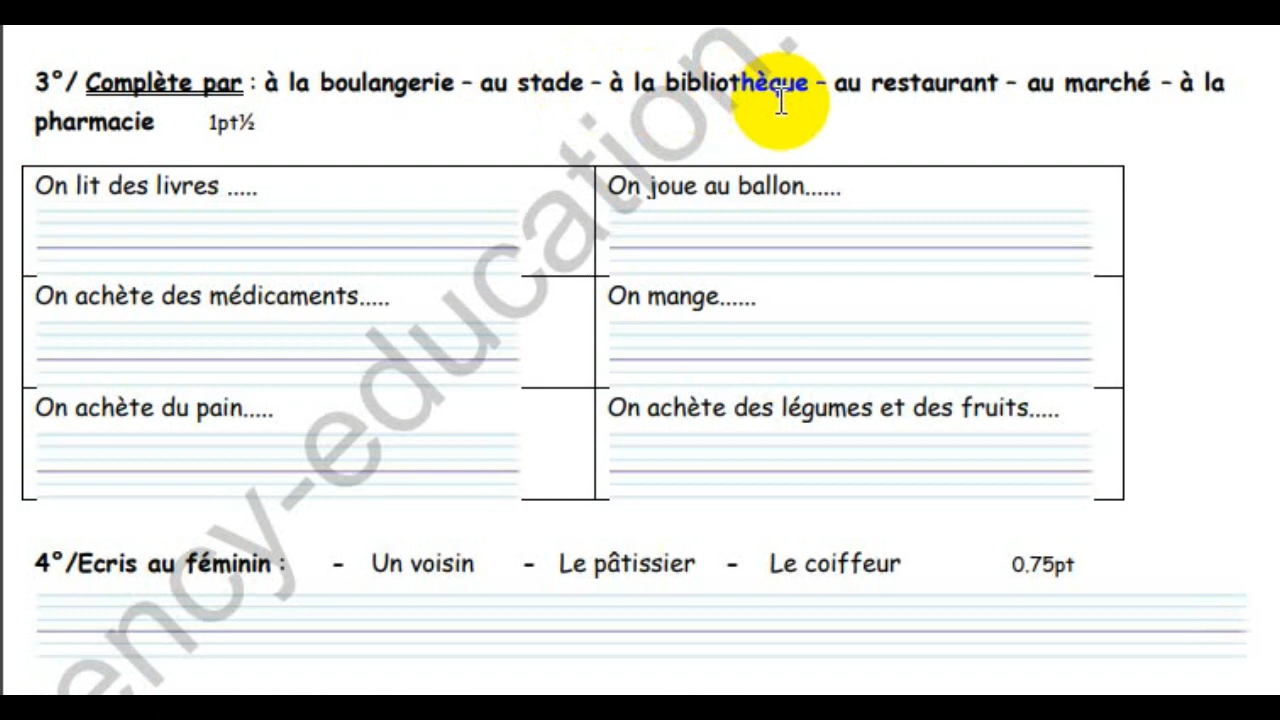 3°/ Complète par : à la boulangerie – au stade – à la bibliothèque – au restaurant – au marché – à la
pharmacie 1pt½
On lit des livres .....
On joue au ballon......
On achète des médicaments.....
On mange......
On achète du pain.....
On achète des légumes et des fruits.....
4°/Ecris au féminin : - Un voisin - Le pâtissier - Le coiffeur 0.75pt
ency-education.